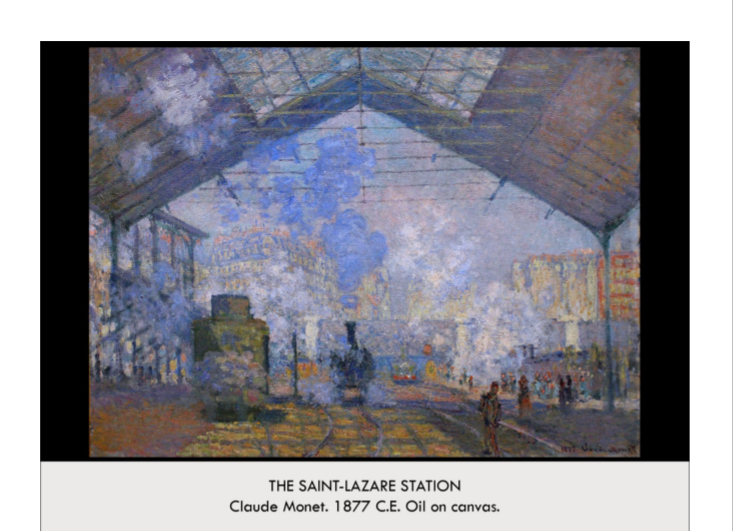 THE SAINT-LAZARE STATION
Claude Monet. 1877 C.E. Oil on canvas.